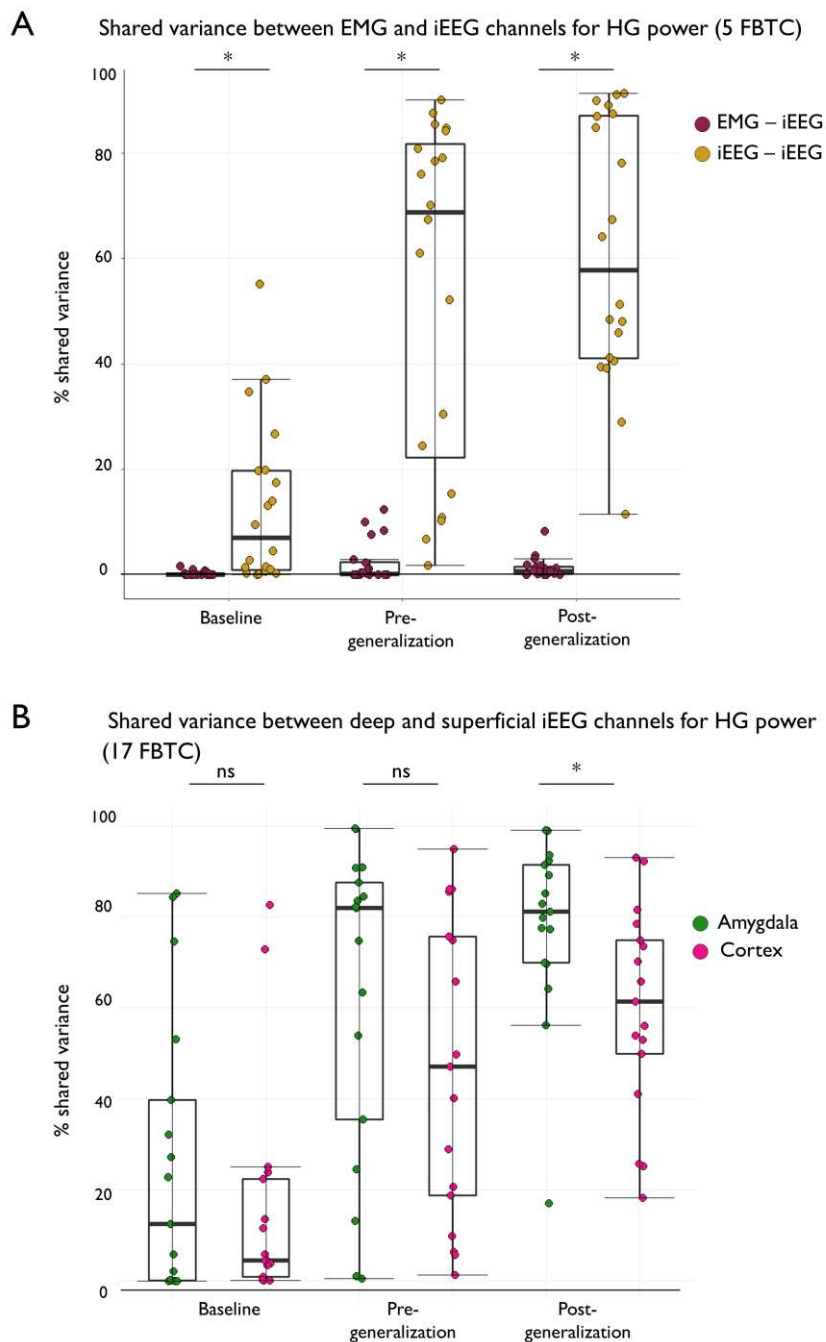 A
Shared variance between EMG and iEEG channels for HG power (5 FBTC)
* * *
100
80
60
40
20
0
% shared variance
EMG – iEEG
iEEG – iEEG
Baseline
Pre-
generalization
Post-
generalization
B
Shared variance between deep and superficial iEEG channels for HG power
(17 FBTC)
ns ns *
100
80
60
40
20
0
% shared variance
Amygdala
Cortex
Baseline
Pre-
generalization
Post-
generalization